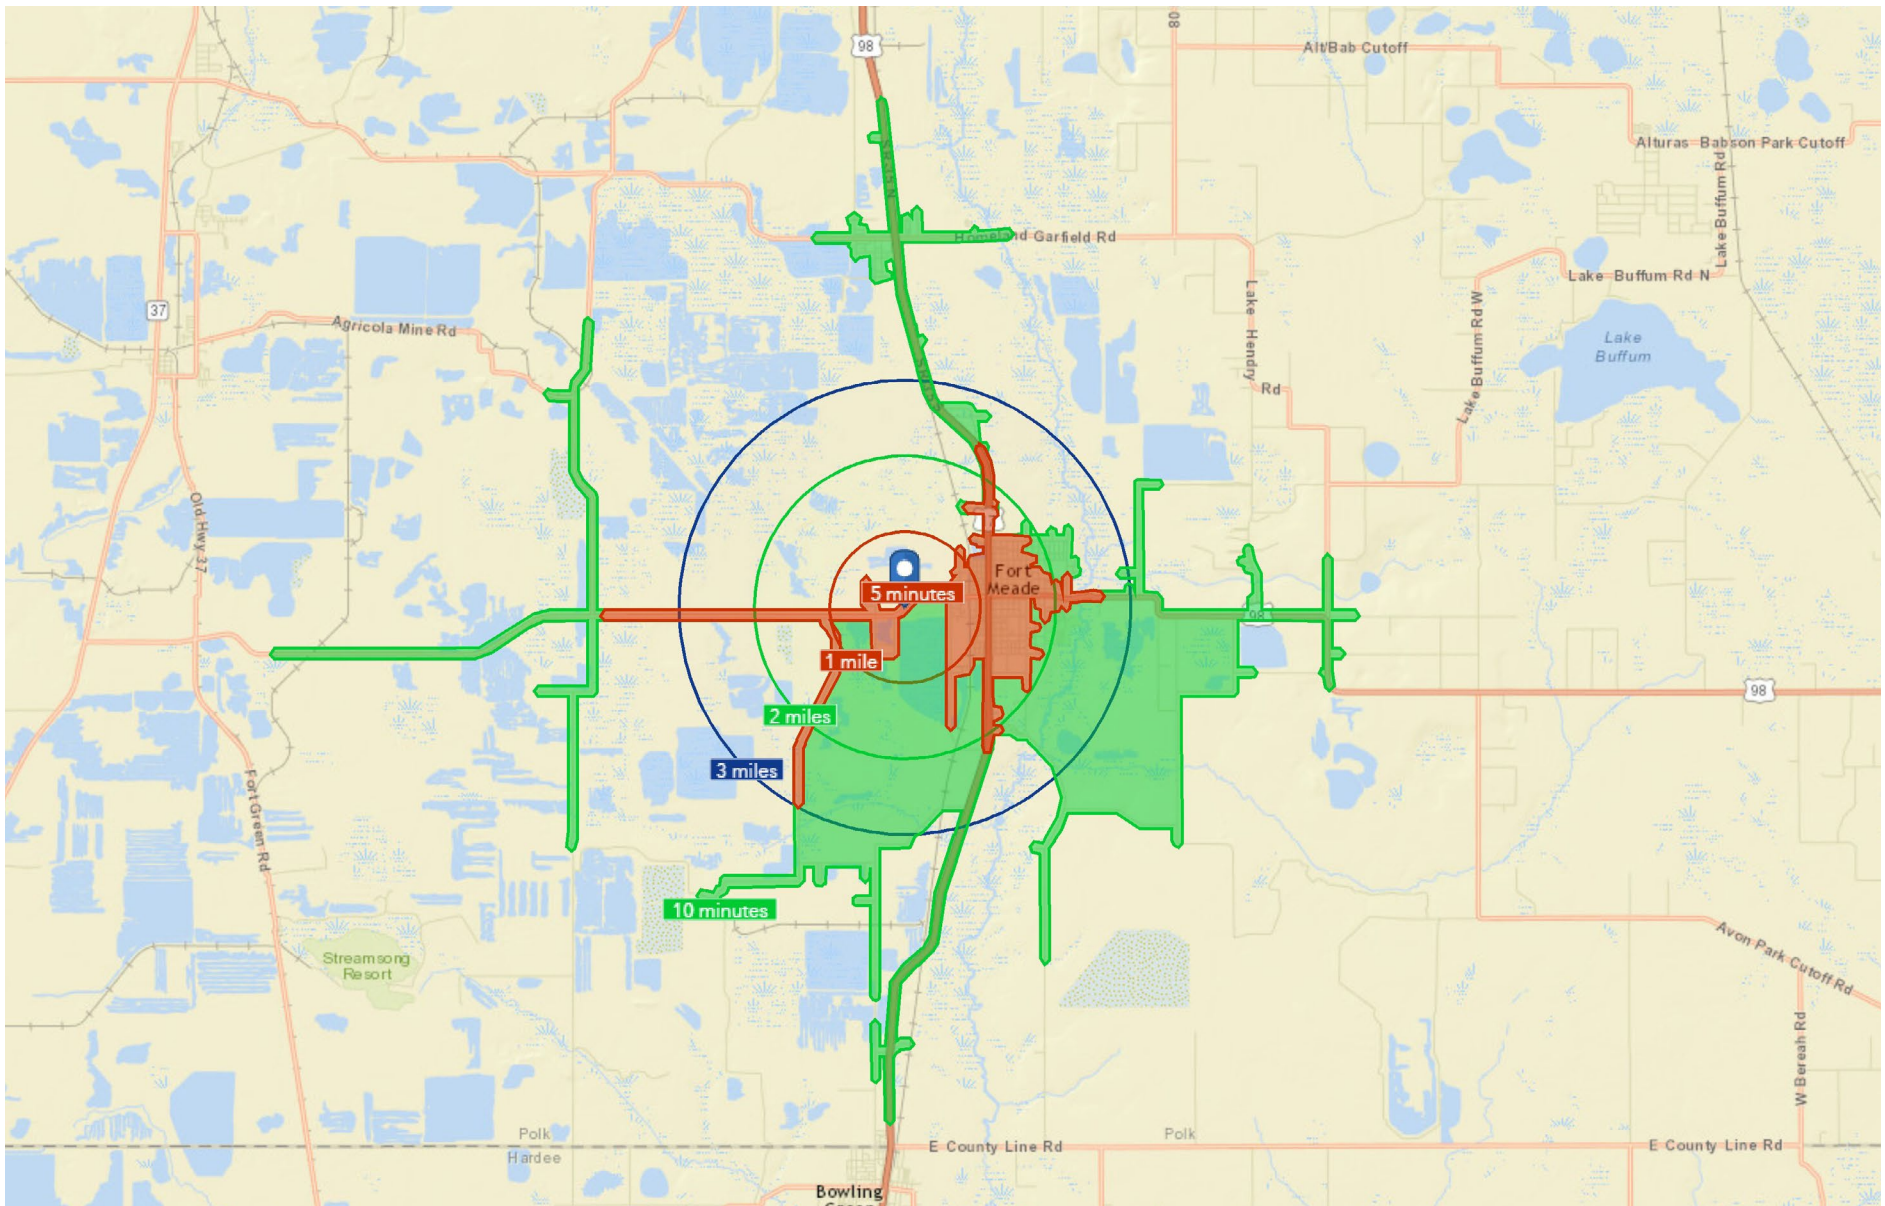 98
80
Alt/Bab Cutoff
Alturas Babson Park Cutoff
Lake Buffum Rd
Homeland Garfield Rd
Lake Buffum Rd N
37
Agricola Mine Rd
Lake Hendry
Rd
Lake Buffum Rd W
Lake
Buffum
Old Hwy 37
Fort
Meade
5 minutes
98
1 mile
98
2 miles
3 miles
Fort Green Rd
10 minutes
Streamsong
Resort
Avon Park Cutoff Rd
W Bereah Rd
Polk
Hardee
E County Line Rd
Polk
E County Line Rd
Bowling